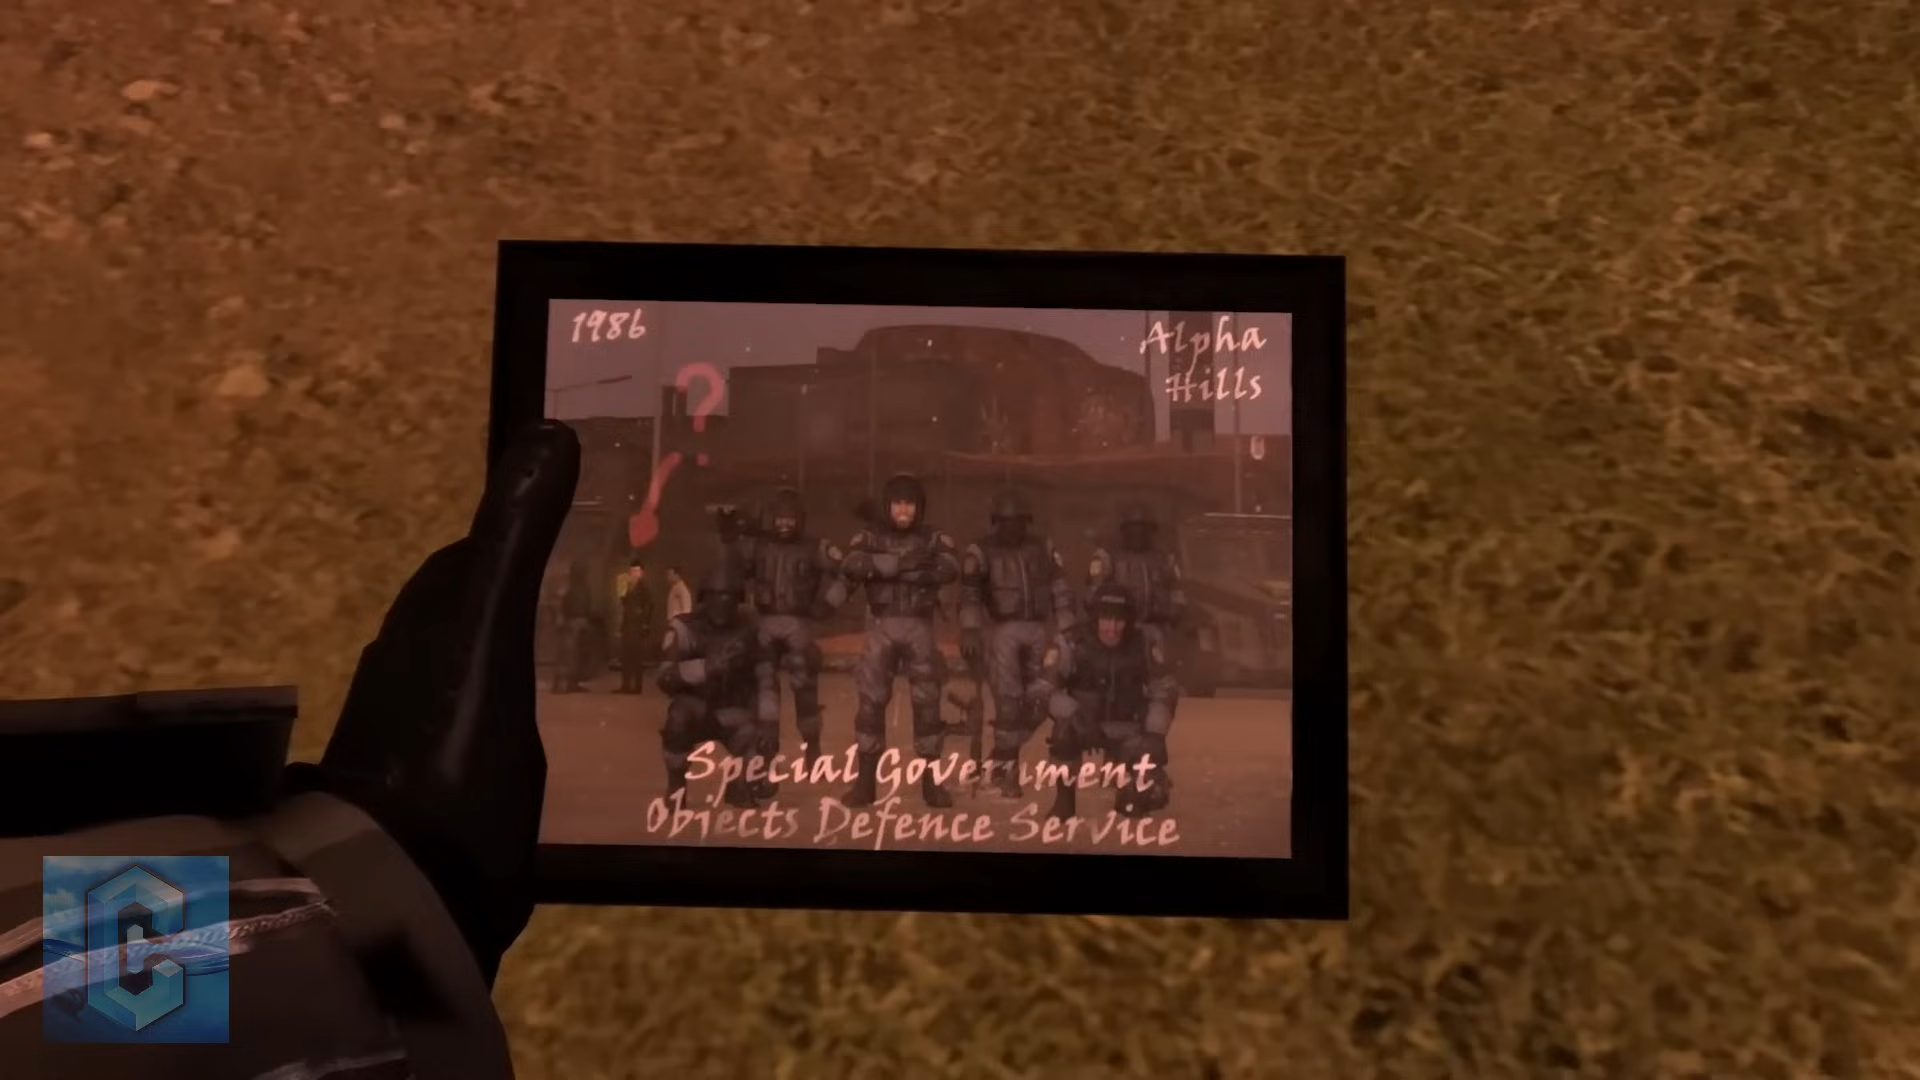 1986
Alpha
Hills
?
Special Government
Objects Defence Service